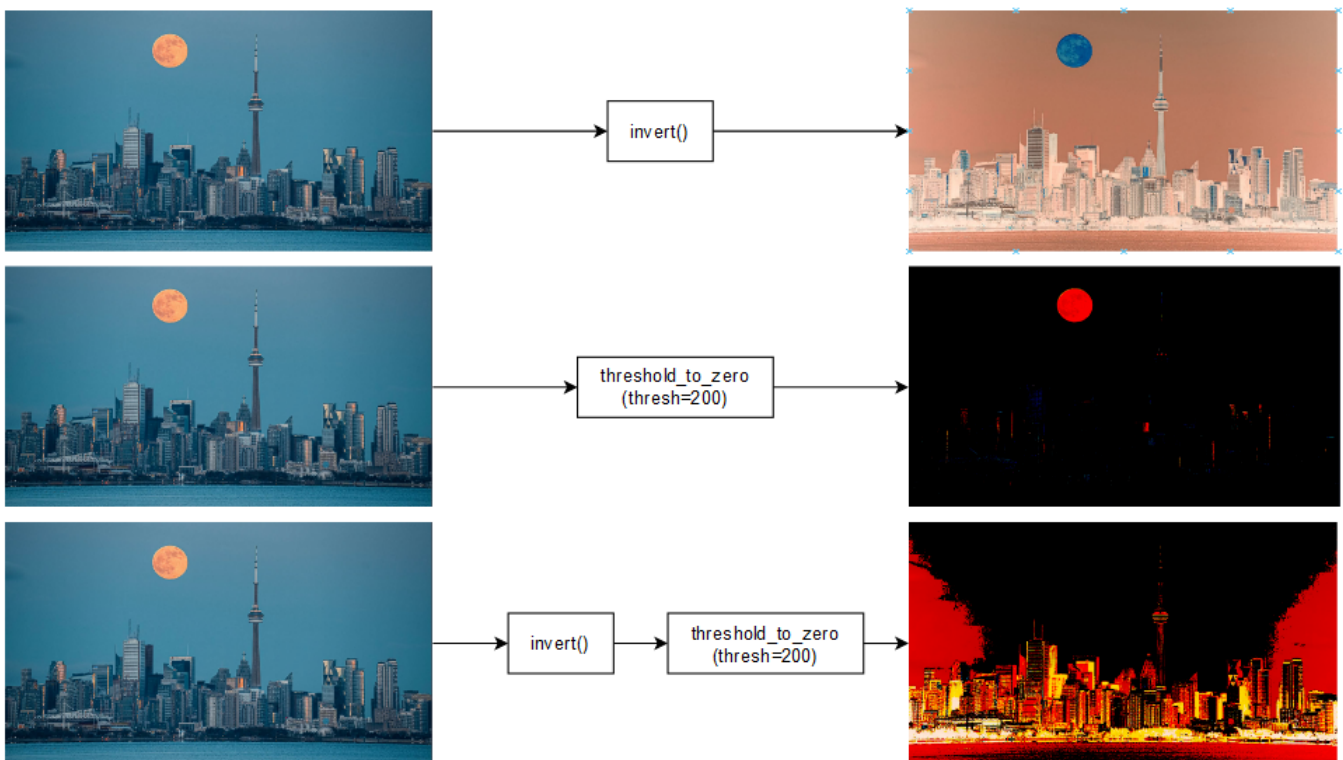 invert()
threshold_to_zero
(thresh=200)
invert()
threshold_to_zero
(thresh=200)